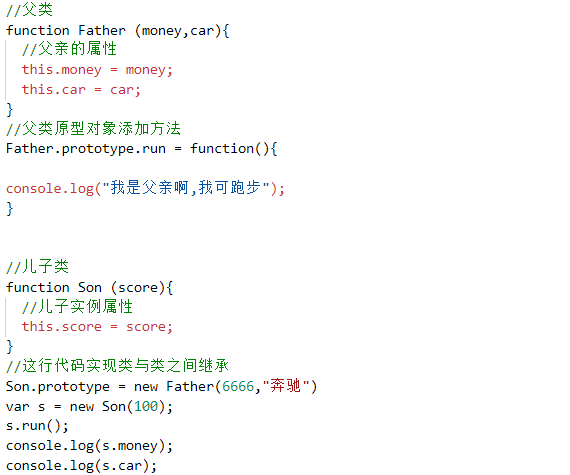 //父类
function Father (money,car){
//父亲的属性
this.money = money;
this.car = car;
}
//父类原型对象添加方法
Father.prototype.run = function(){
console.log("我是父亲啊,我可跑步");
}
//儿子类
function Son (score){
//儿子实例属性
this.score = score;
}
//这行代码实现类与类之间继承
Son.prototype = new Father(6666,"奔驰")
var s = new Son(100);
s.run();
console.log(s.money);
console.log(s.car);